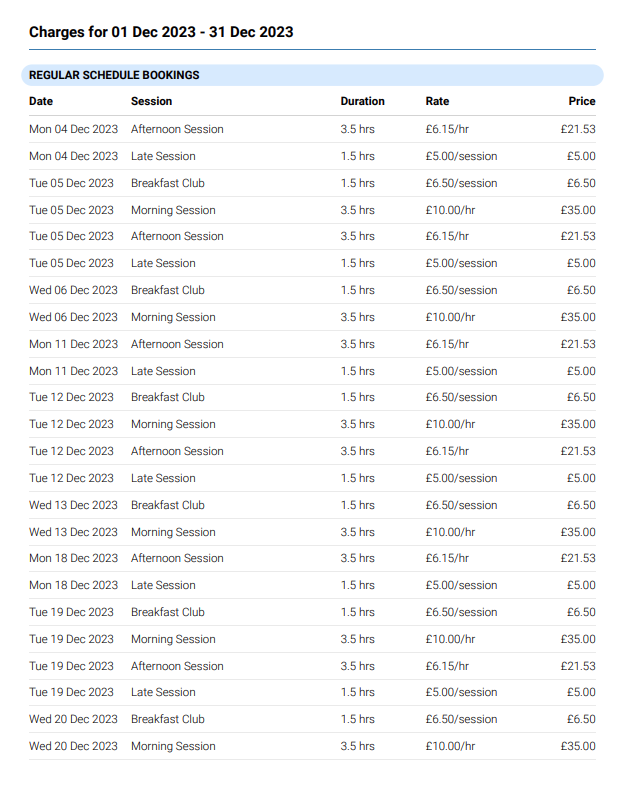 Charges for 01 Dec 2023 - 31 Dec 2023
REGULAR SCHEDULE BOOKINGS
Date Session Duration Rate Price
Mon 04 Dec 2023 Afternoon Session 3.5 hrs £6.15/hr £21.53
Mon 04 Dec 2023 Late Session 1.5 hrs £5.00/session £5.00
Tue 05 Dec 2023 Breakfast Club 1.5 hrs £6.50/session £6.50
Tue 05 Dec 2023 Morning Session 3.5 hrs £10.00/hr £35.00
Tue 05 Dec 2023 Afternoon Session 3.5 hrs £6.15/hr £21.53
Tue 05 Dec 2023 Late Session 1.5 hrs £5.00/session £5.00
Wed 06 Dec 2023 Breakfast Club 1.5 hrs £6.50/session £6.50
Wed 06 Dec 2023 Morning Session 3.5 hrs £10.00/hr £35.00
Mon 11 Dec 2023 Afternoon Session 3.5 hrs £6.15/hr £21.53
Mon 11 Dec 2023 Late Session 1.5 hrs £5.00/session £5.00
Tue 12 Dec 2023 Breakfast Club 1.5 hrs £6.50/session £6.50
Tue 12 Dec 2023 Morning Session 3.5 hrs £10.00/hr £35.00
Tue 12 Dec 2023 Afternoon Session 3.5 hrs £6.15/hr £21.53
Tue 12 Dec 2023 Late Session 1.5 hrs £5.00/session £5.00
Wed 13 Dec 2023 Breakfast Club 1.5 hrs £6.50/session £6.50
Wed 13 Dec 2023 Morning Session 3.5 hrs £10.00/hr £35.00
Mon 18 Dec 2023 Afternoon Session 3.5 hrs £6.15/hr £21.53
Mon 18 Dec 2023 Late Session 1.5 hrs £5.00/session £5.00
Tue 19 Dec 2023 Breakfast Club 1.5 hrs £6.50/session £6.50
Tue 19 Dec 2023 Morning Session 3.5 hrs £10.00/hr £35.00
Tue 19 Dec 2023 Afternoon Session 3.5 hrs £6.15/hr £21.53
Tue 19 Dec 2023 Late Session 1.5 hrs £5.00/session £5.00
Wed 20 Dec 2023 Breakfast Club 1.5 hrs £6.50/session £6.50
Wed 20 Dec 2023 Morning Session 3.5 hrs £10.00/hr £35.00